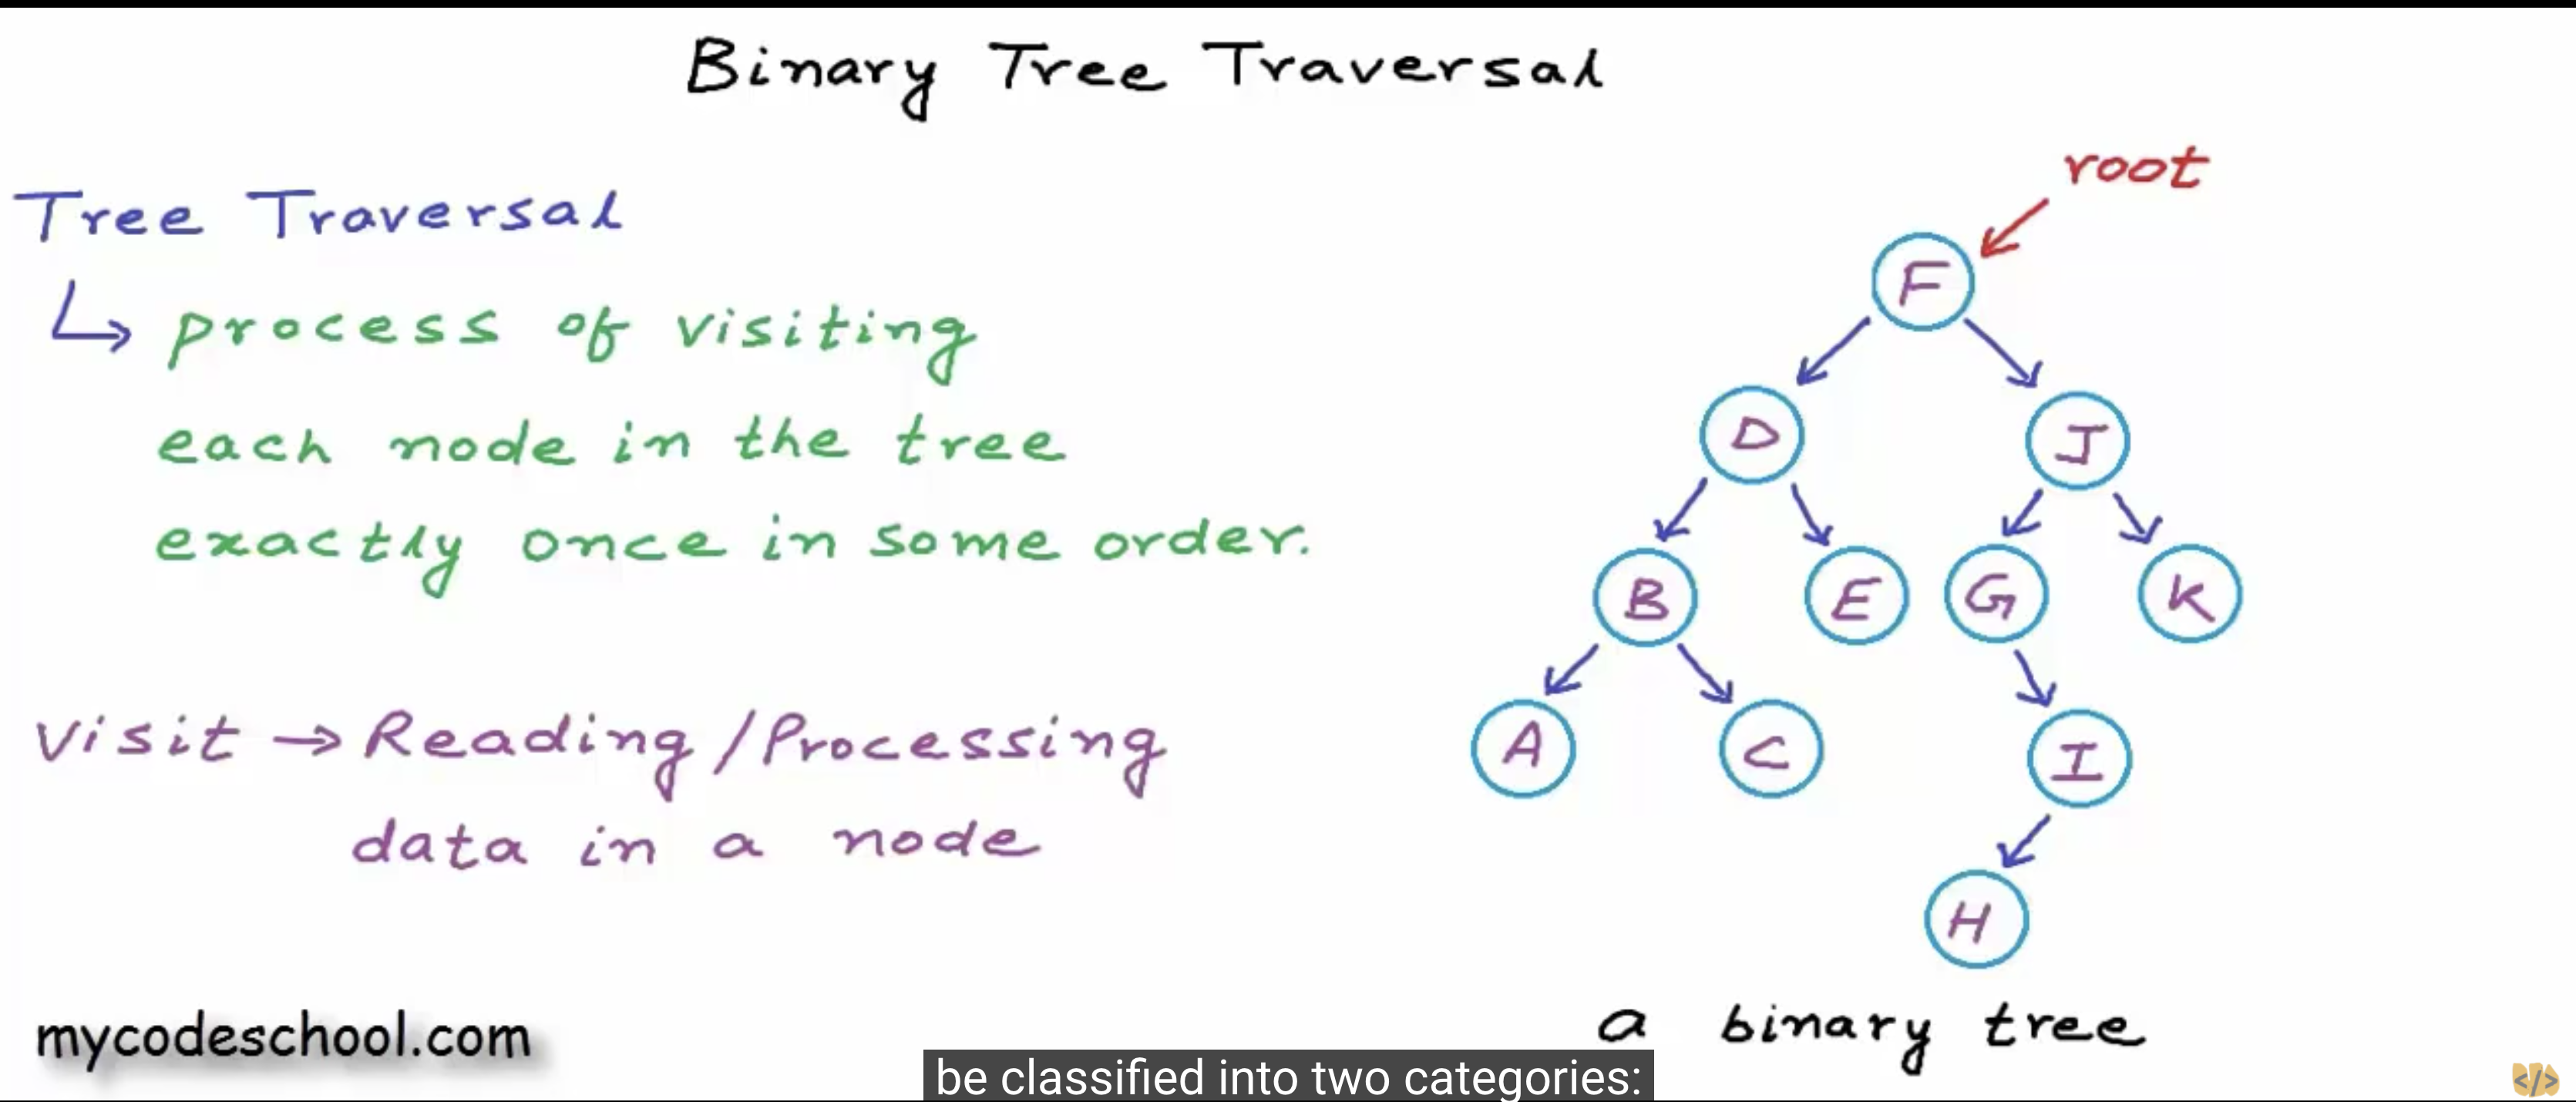 Binary Tree Traversal
Tree Traversal
process of visiting
each node in the tree
exactly once in some order.
Visit → Reading/Processing
data in a node
root
F
D
J
B
E
G
K
A
C
I
H
a binary tree
mycodeschool.com
be classified into two categories:
</>